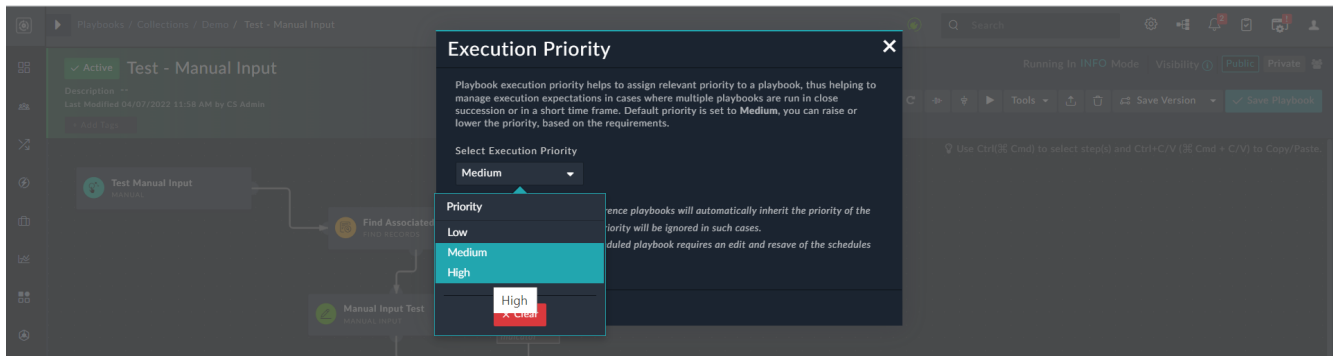 Playbooks / Collections / Demo / Test - Manual Input
Search
2
Execution Priority
Active Test - Manual Input
Running in INFO Mode Visibility Public Private
Description --
Last Modified 04/07/2022 11:58 AM by CS Admin
+ Add Tags
Tools Save Version Save Playbook
Playbook execution priority helps to assign relevant priority to a playbook, thus helping to
manage execution expectations in cases where multiple playbooks are run in close
succession or in a short time frame. Default priority is set to Medium, you can raise or
lower the priority, based on the requirements.
Use Ctrl(⌘ Cmd) to select step(s) and Ctrl+C/V (⌘ Cmd + C/V) to Copy/Paste.
Select Execution Priority
Medium
Test Manual Input
MANUAL
Priority
Low
Medium
High
High
Clear
rence playbooks will automatically inherit the priority of the
iority will be ignored in such cases.
duled playbook requires an edit and resave of the schedules
Find Associated
FIND RECORDS
Manual Input Test
MANUAL INPUT